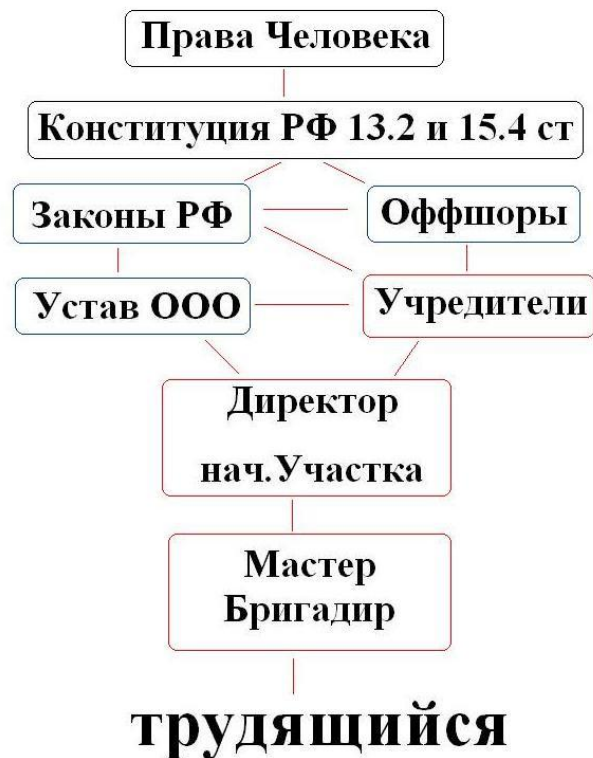 Права Человека
Конституция РФ 13.2 и 15.4 ст
Законы РФ
Оффшоры
Устав ООО
Учредители
Директор
нач.Участка
Мастер
Бригадир
трудящийся